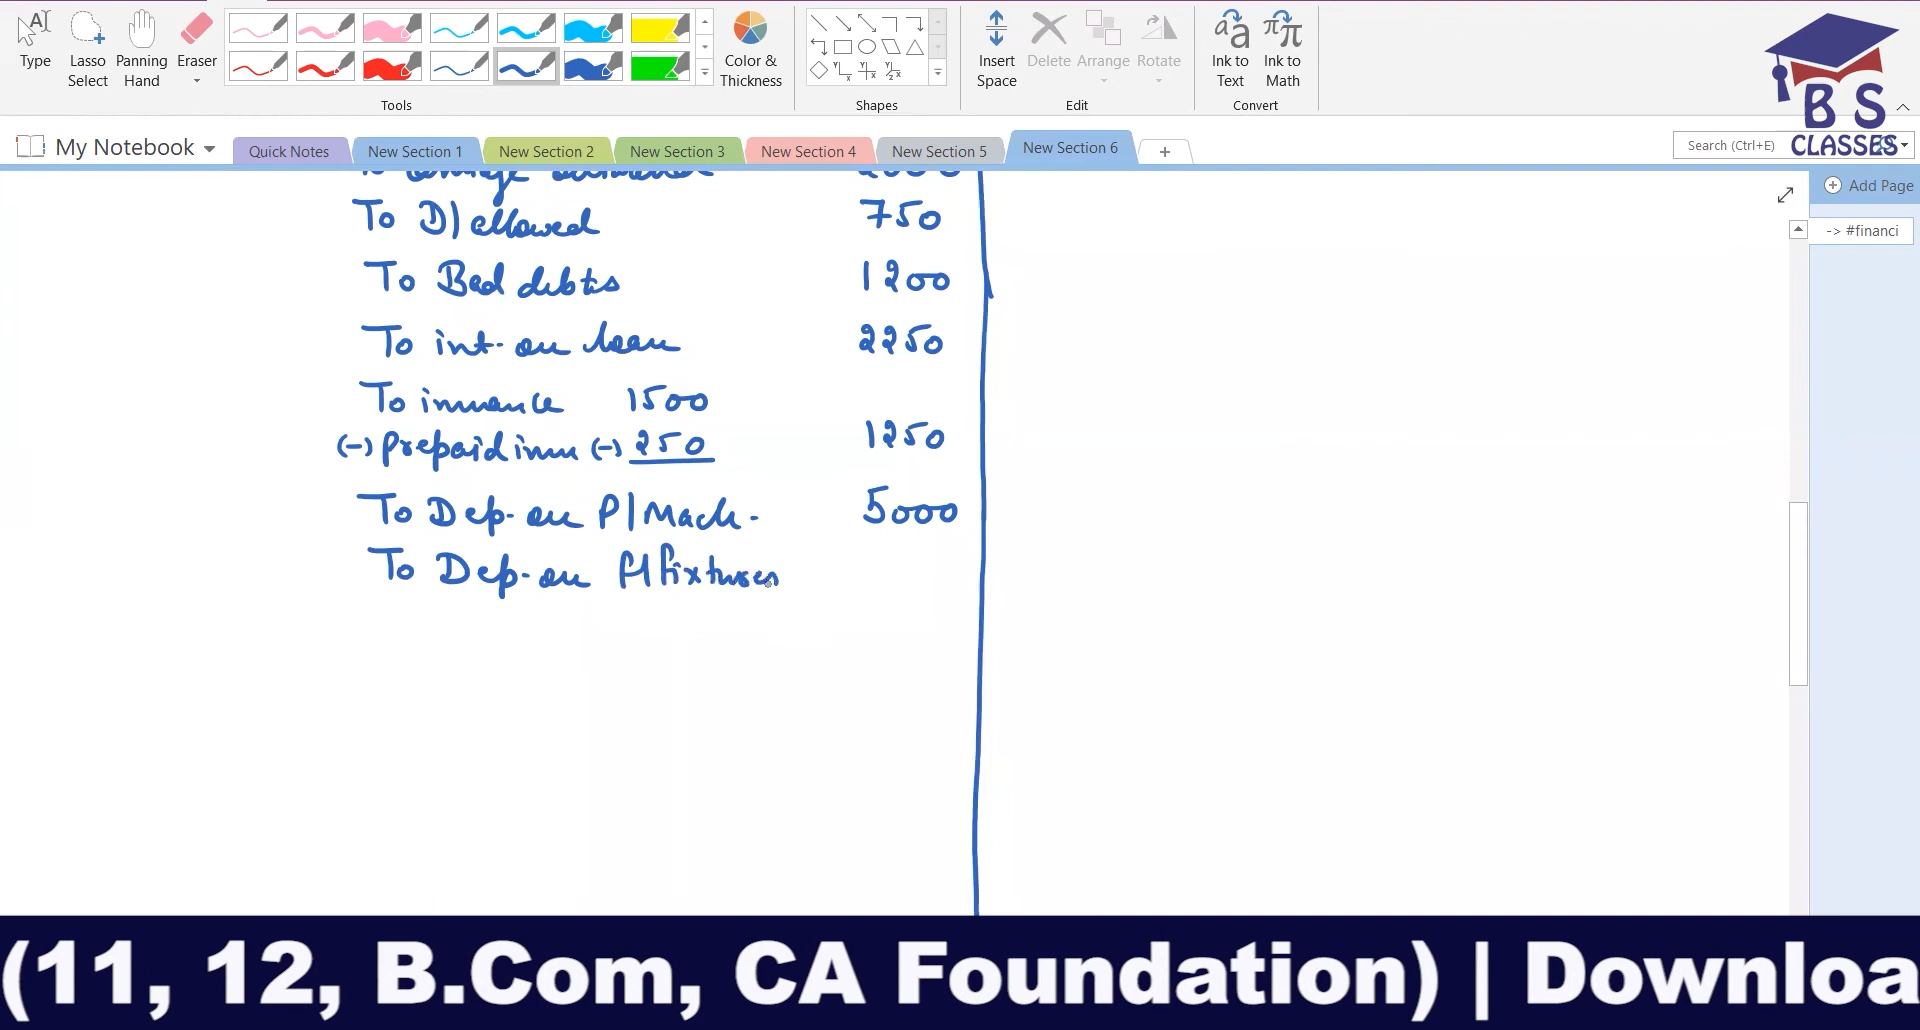 Type
Lasso Select
Panning Hand
Eraser
Color & Thickness
Insert Space
Delete
Arrange
Rotate
Ink to Text
Ink to Math
Tools
Shapes
Edit
Convert
BS CLASSES
My Notebook
Quick Notes
New Section 1
New Section 2
New Section 3
New Section 4
New Section 5
New Section 6
Search (Ctrl+E)
Add Page
-> #financi
To D/allowed 750
To Bad debts 1200
To int. on loan 2250
To insurance 1500
(-) Prepaid insu (-) 250 1250
To Dep. on P/Mach. 5000
To Dep. on f/fixtures
(11, 12, B.Com, CA Foundation) | Downloa